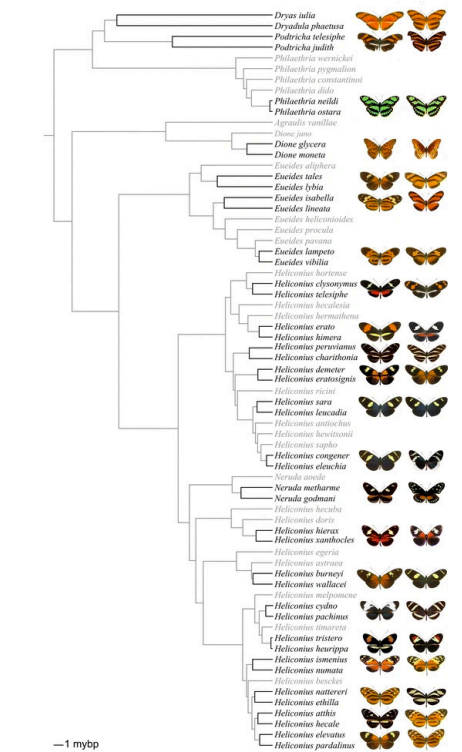 Dryas iulia
Dryadula phaetusa
Podtricha telesiphe
Podtricha judith
Philaethria wernickei
Philaethria pygmalion
Philaethria constantinoi
Philaethria dido
Philaethria neildi
Philaethria ostara
Agraulis vanillae
Dione juno
Dione glycera
Dione moneta
Eueides aliphera
Eueides tales
Eueides lybia
Eueides isabella
Eueides lineata
Eueides heliconioides
Eueides procula
Eueides pavana
Eueides lampeto
Eueides vibilia
Heliconius hortense
Heliconius clysonymus
Heliconius telesiphe
Heliconius hecalesia
Heliconius hermathena
Heliconius erato
Heliconius himera
Heliconius peruvianus
Heliconius charithonia
Heliconius demeter
Heliconius eratosignis
Heliconius ricini
Heliconius sara
Heliconius leucadia
Heliconius antiochus
Heliconius hewitsonii
Heliconius sapho
Heliconius congener
Heliconius eleuchia
Neruda aoede
Neruda metharme
Neruda godmani
Heliconius hecuba
Heliconius doris
Heliconius hierax
Heliconius xanthocles
Heliconius egeria
Heliconius astraea
Heliconius burneyi
Heliconius wallacei
Heliconius melpomene
Heliconius cydno
Heliconius pachinus
Heliconius timareta
Heliconius tristero
Heliconius heurippa
Heliconius ismenius
Heliconius numata
Heliconius besckei
Heliconius nattereri
Heliconius ethilla
Heliconius atthis
Heliconius hecale
Heliconius elevatus
Heliconius pardalinus
1 mybp